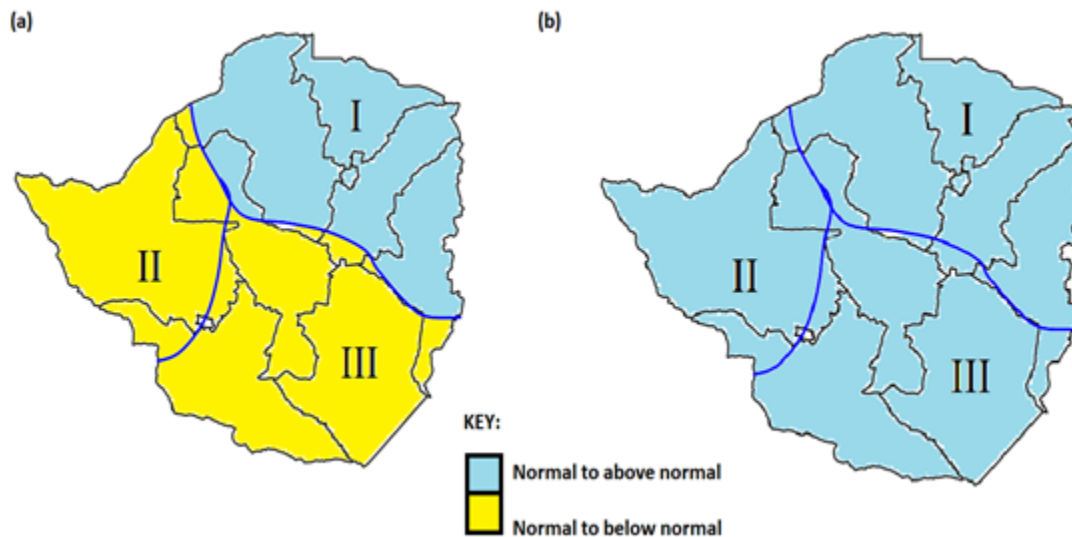 (a)
(b)
I
I
II
II
III
III
KEY:
Normal to above normal
Normal to below normal